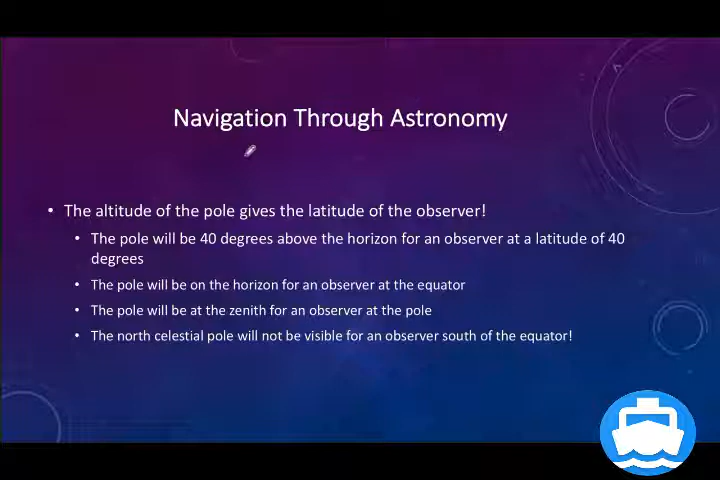 Navigation Through Astronomy
• The altitude of the pole gives the latitude of the observer!
• The pole will be 40 degrees above the horizon for an observer at a latitude of 40
degrees
• The pole will be on the horizon for an observer at the equator
• The pole will be at the zenith for an observer at the pole
• The north celestial pole will not be visible for an observer south of the equator!